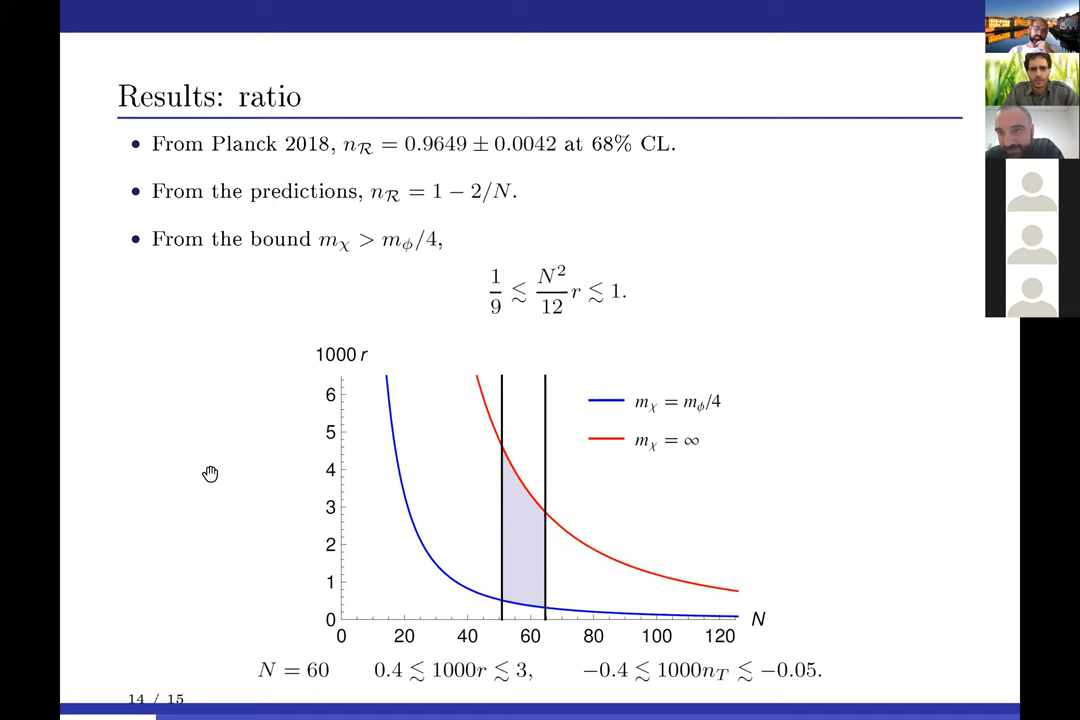 Results: ratio
• From Planck 2018, n_ℛ = 0.9649 ± 0.0042 at 68% CL.
• From the predictions, n_ℛ = 1 − 2/N.
• From the bound m_χ > m_ϕ/4,
1/9 ≲ N²/12 r ≲ 1.
1000 r
6
5
4
3
2
1
0
0 20 40 60 80 100 120 N
m_χ = m_ϕ/4
m_χ = ∞
N = 60 0.4 ≲ 1000r ≲ 3, −0.4 ≲ 1000n_T ≲ −0.05.
14 / 15